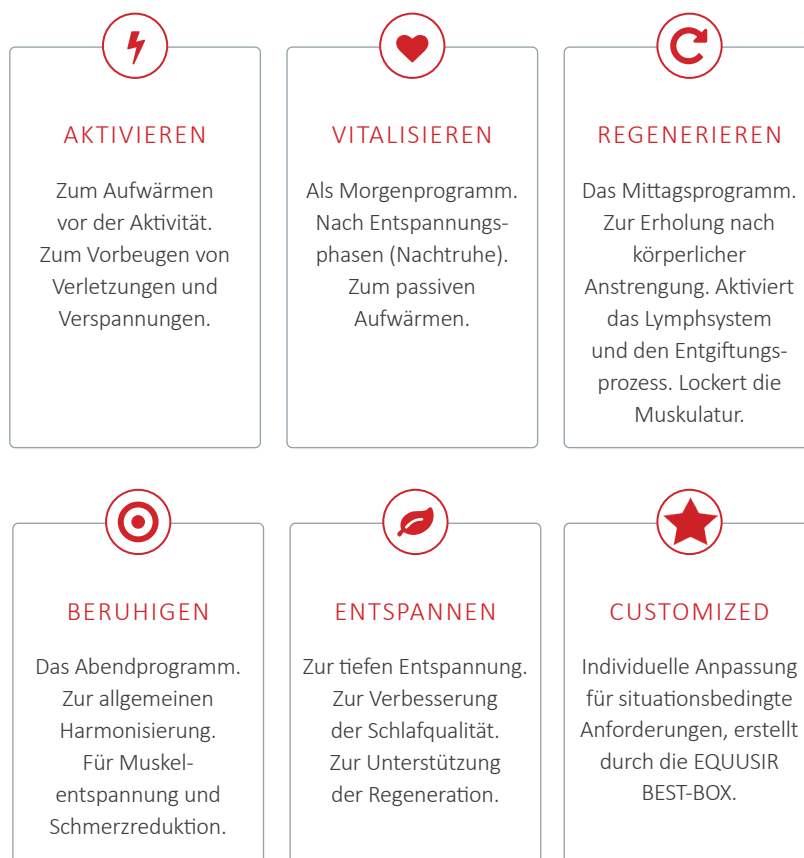 AKTIVIEREN
Zum Aufwärmen
vor der Aktivität.
Zum Vorbeugen von
Verletzungen und
Verspannungen.
VITALISIEREN
Als Morgenprogramm.
Nach Entspannungs-
phasen (Nachtruhe).
Zum passiven
Aufwärmen.
REGENERIEREN
Das Mittagsprogramm.
Zur Erholung nach
körperlicher
Anstrengung. Aktiviert
das Lymphsystem
und den Entgiftungs-
prozess. Lockert die
Muskulatur.
BERUHIGEN
Das Abendprogramm.
Zur allgemeinen
Harmonisierung.
Für Muskel-
entspannung und
Schmerzreduktion.
ENTSPANNEN
Zur tiefen Entspannung.
Zur Verbesserung
der Schlafqualität.
Zur Unterstützung
der Regeneration.
CUSTOMIZED
Individuelle Anpassung
für situationsbedingte
Anforderungen, erstellt
durch die EQUUSIR
BEST-BOX.